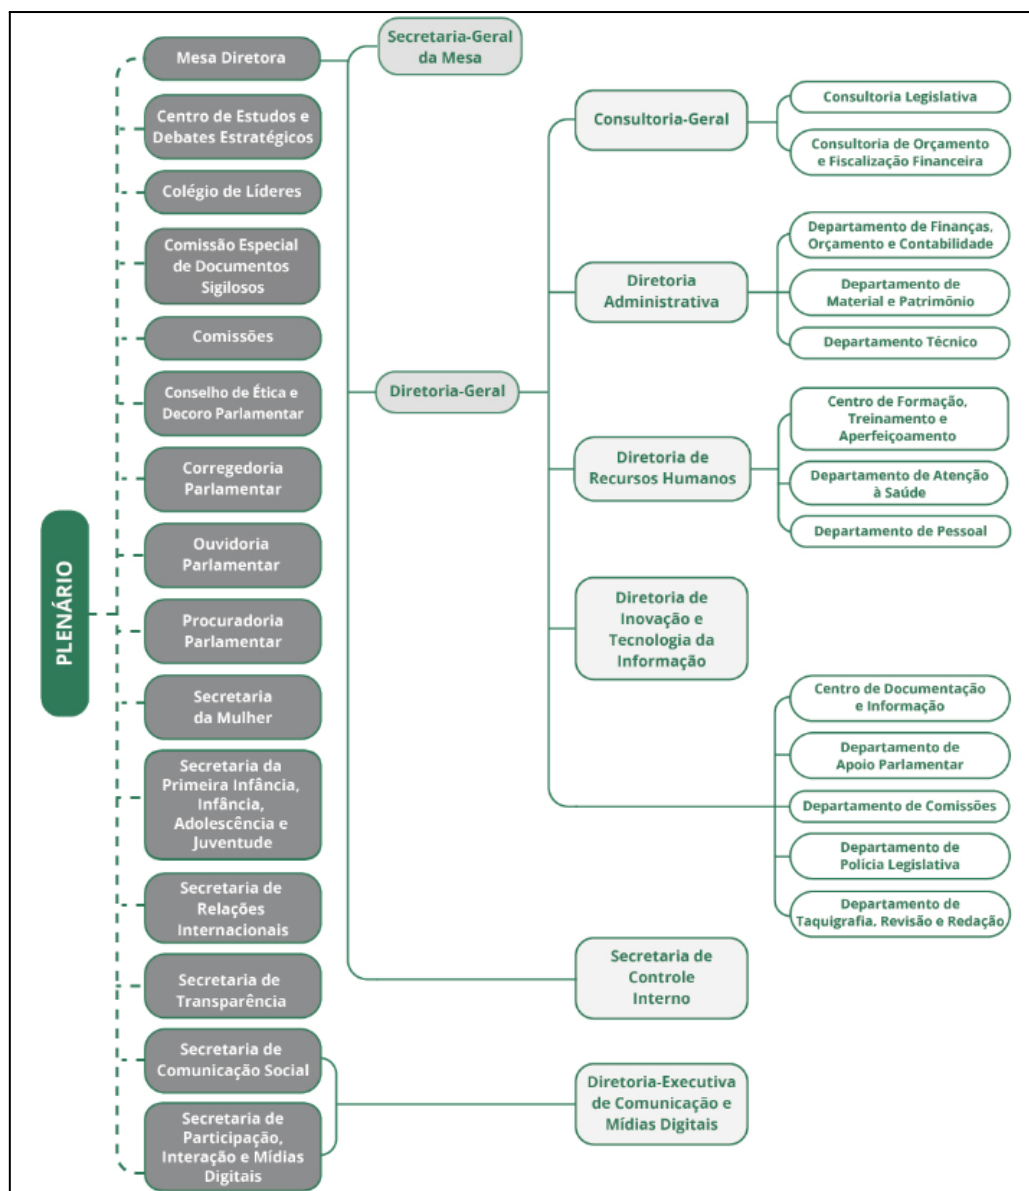 PLENÁRIO
Mesa Diretora
Centro de Estudos e
Debates Estratégicos
Colégio de Líderes
Comissão Especial
de Documentos
Sigilosos
Comissões
Conselho de Ética e
Decoro Parlamentar
Corregedoria
Parlamentar
Ouvidoria
Parlamentar
Procuradoria
Parlamentar
Secretaria
da Mulher
Secretaria da
Primeira Infância,
Infância,
Adolescência e
Juventude
Secretaria de
Relações
Internacionais
Secretaria de
Transparência
Secretaria de
Comunicação Social
Secretaria de
Participação,
Interação e Mídias
Digitais
Secretaria-Geral
da Mesa
Diretoria-Geral
Consultoria-Geral
Diretoria
Administrativa
Diretoria de
Recursos Humanos
Diretoria de
Inovação e
Tecnologia da
Informação
Secretaria de
Controle
Interno
Diretoria-Executiva
de Comunicação e
Mídias Digitais
Consultoria Legislativa
Consultoria de Orçamento
e Fiscalização Financeira
Departamento de Finanças,
Orçamento e Contabilidade
Departamento de
Material e Patrimônio
Departamento Técnico
Centro de Formação,
Treinamento e
Aperfeiçoamento
Departamento de Atenção
à Saúde
Departamento de Pessoal
Centro de Documentação
e Informação
Departamento de
Apoio Parlamentar
Departamento de Comissões
Departamento de
Polícia Legislativa
Departamento de
Taquigrafia, Revisão e Redação